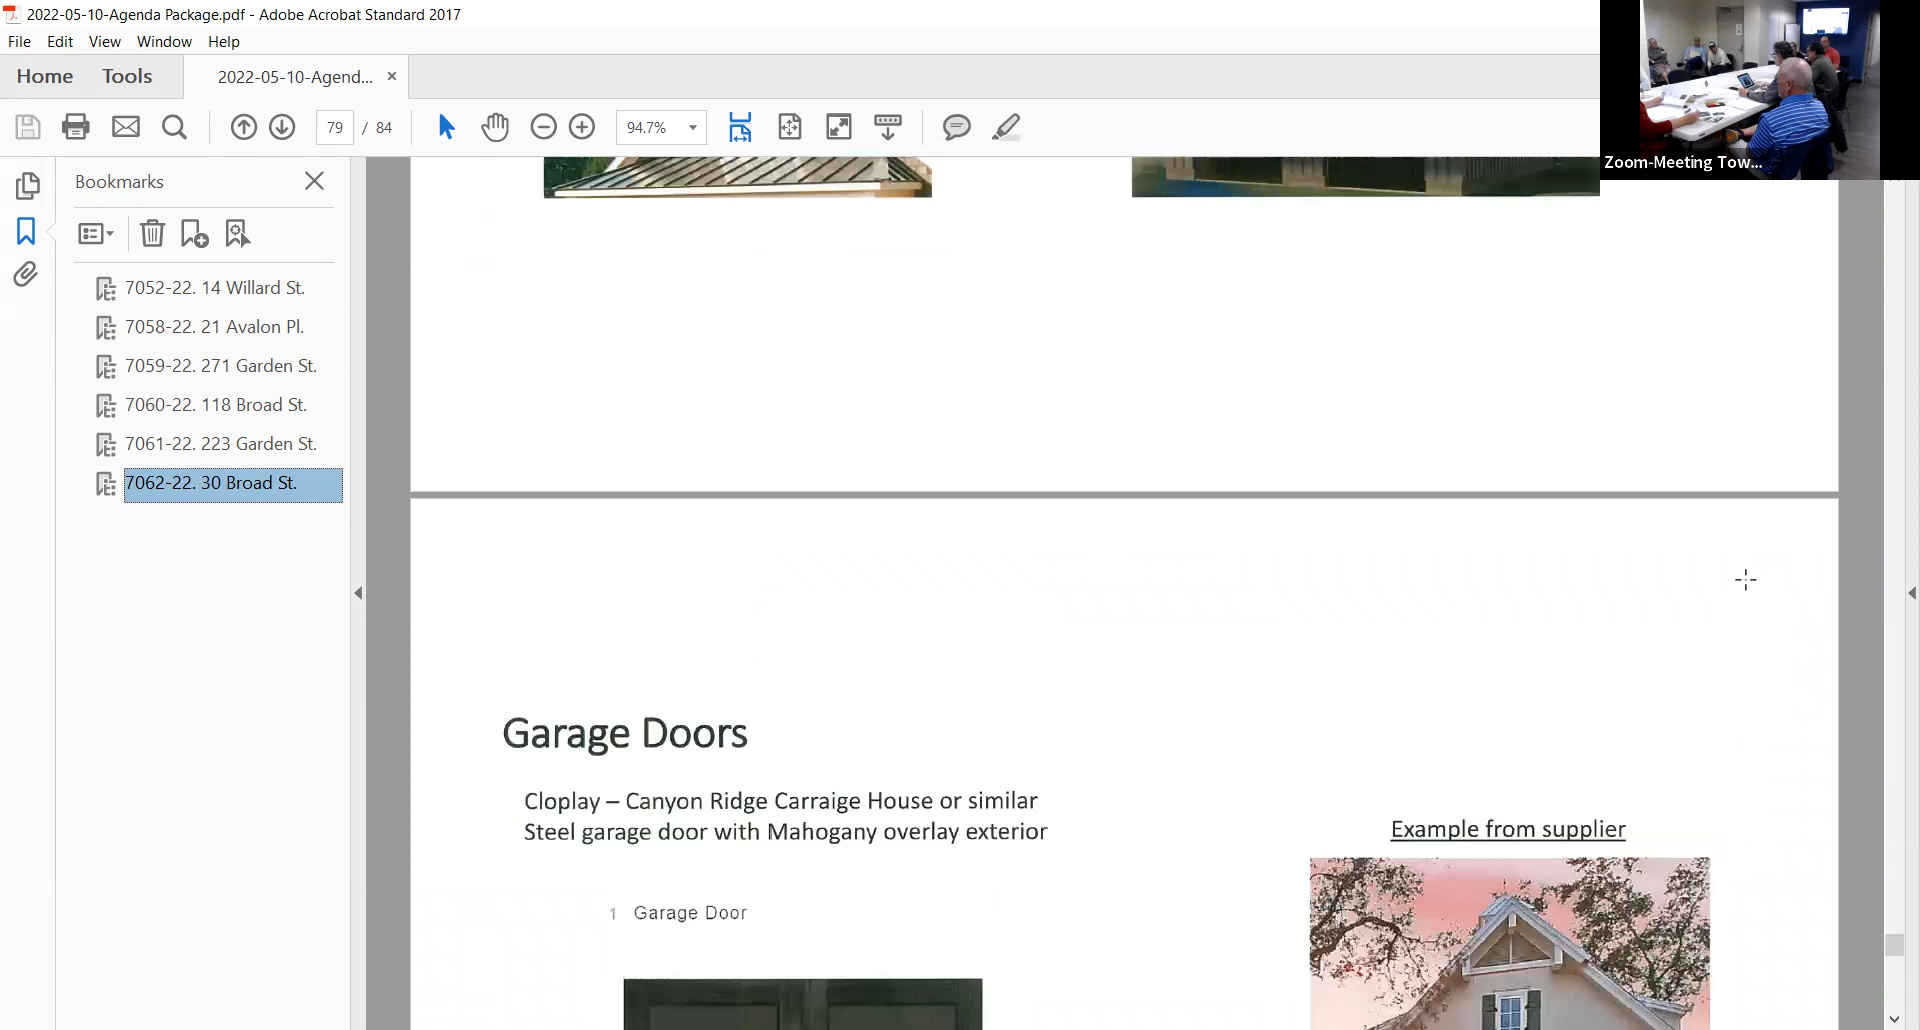 2022-05-10-Agenda Package.pdf - Adobe Acrobat Standard 2017
File Edit View Window Help
Home Tools 2022-05-10-Agend... ×
79 / 84 94.7%
Zoom-Meeting Tow...
Bookmarks
7052-22. 14 Willard St.
7058-22. 21 Avalon Pl.
7059-22. 271 Garden St.
7060-22. 118 Broad St.
7061-22. 223 Garden St.
7062-22. 30 Broad St.
Garage Doors
Cloplay – Canyon Ridge Carraige House or similar
Steel garage door with Mahogany overlay exterior
Example from supplier
1 Garage Door